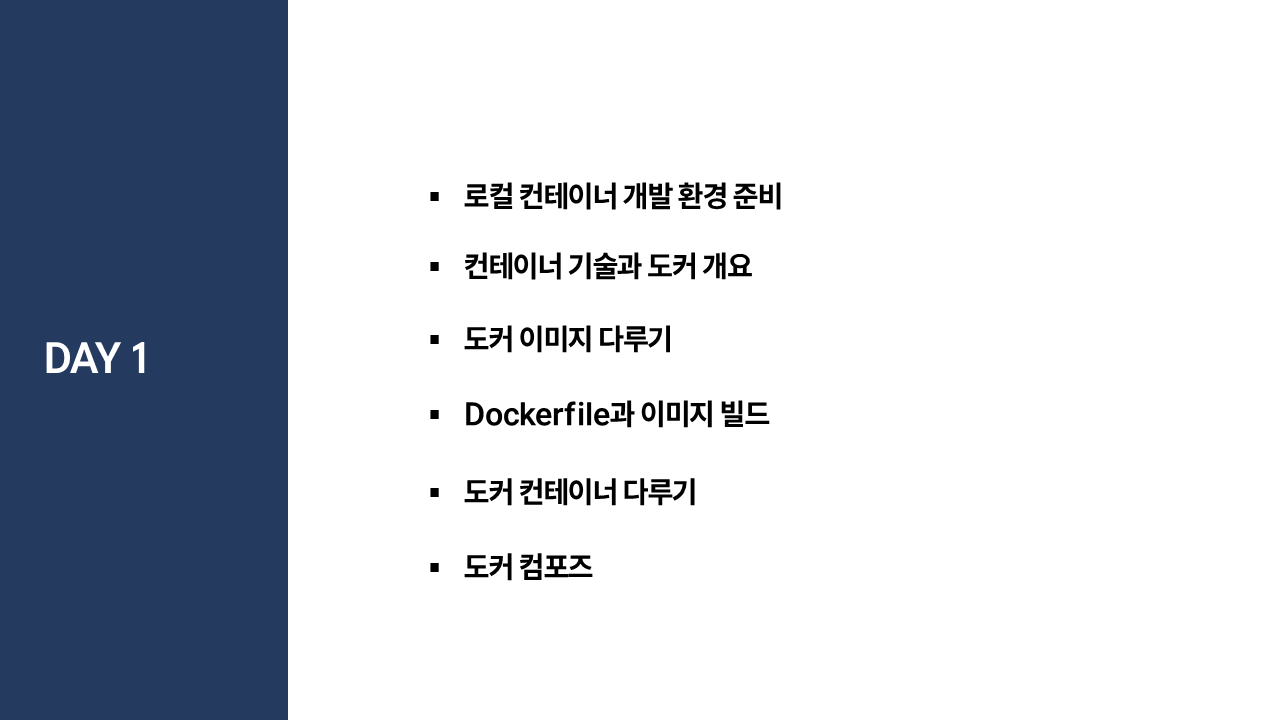 DAY 1
▪ 로컬 컨테이너 개발 환경 준비
▪ 컨테이너 기술과 도커 개요
▪ 도커 이미지 다루기
▪ Dockerfile과 이미지 빌드
▪ 도커 컨테이너 다루기
▪ 도커 컴포즈